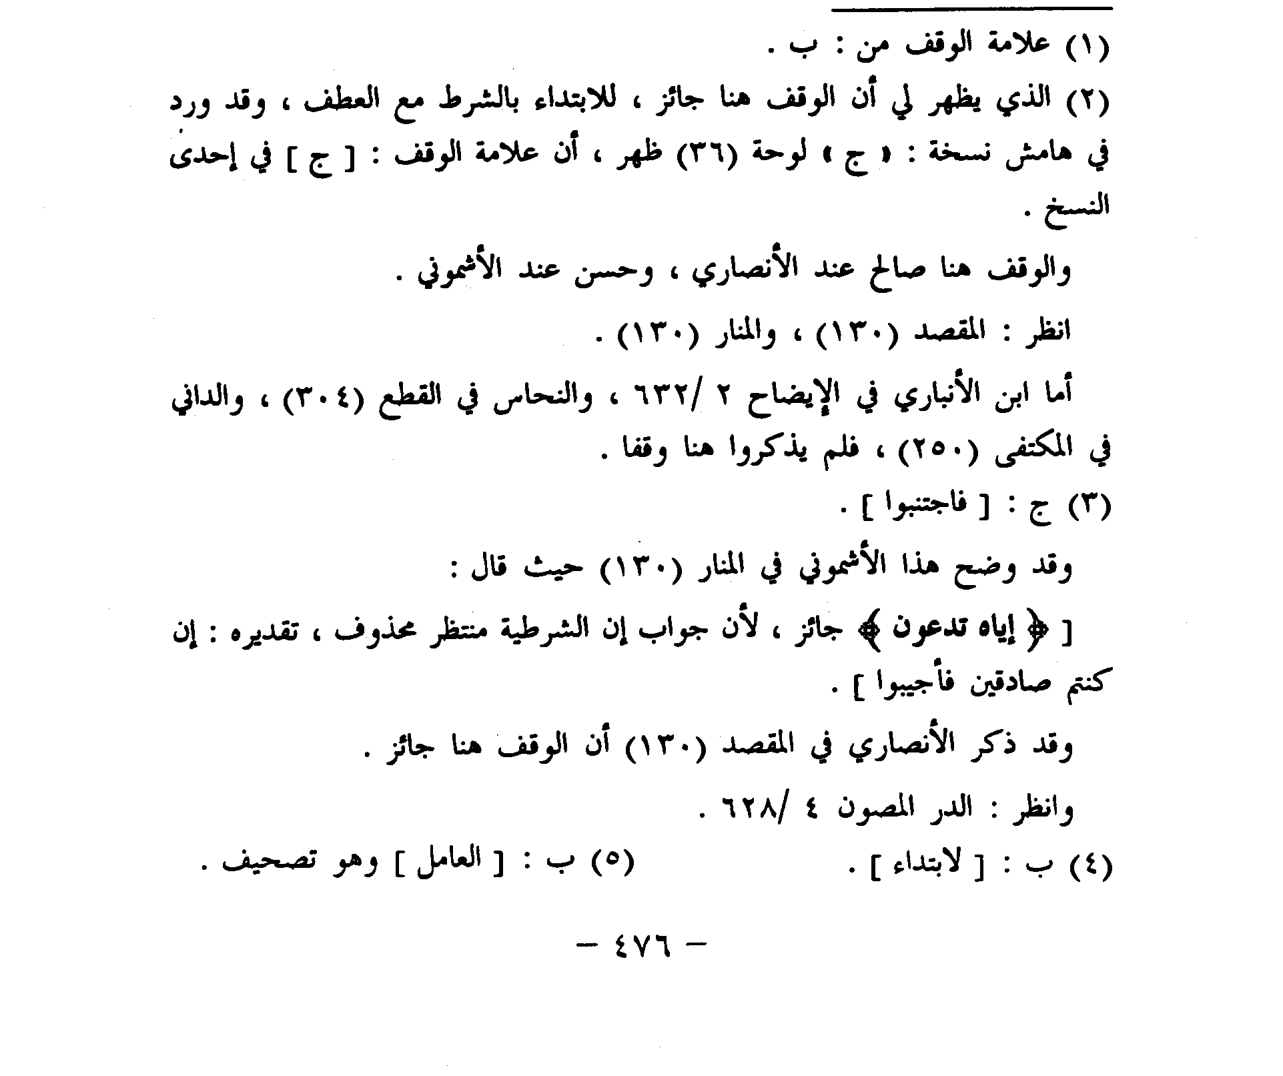 (١) علامة الوقف من : ب .
(٢) الذي يظهر لي أن الوقف هنا جائز ، للابتداء بالشرط مع العطف ، وقد ورد
في هامش نسخة : « ج » لوحة (٣٦) ظهر ، أن علامة الوقف : [ ج ] في إحدى
النسخ .
والوقف هنا صالح عند الأنصاري ، وحسن عند الأشموني .
انظر : المقصد (١٣٠) ، والمنار (١٣٠) .
أما ابن الأنباري في الإيضاح ٢ /٦٣٢ ، والنحاس في القطع (٣٠٤) ، والداني
في المكتفى (٢٥٠) ، فلم يذكروا هنا وقفا .
(٣) ج : [ فاجتنبوا ] .
وقد وضح هذا الأشموني في المنار (١٣٠) حيث قال :
[ ﴿ إياه تدعون ﴾ جائز ، لأن جواب إن الشرطية منتظر محذوف ، تقديره : إن
كنتم صادقين فأجيبوا ] .
وقد ذكر الأنصاري في المقصد (١٣٠) أن الوقف هنا جائز .
وانظر : الدر المصون ٤ /٦٢٨ .
(٤) ب : [ لابتداء ] . (٥) ب : [ العامل ] وهو تصحيف .
– ٤٧٦ –